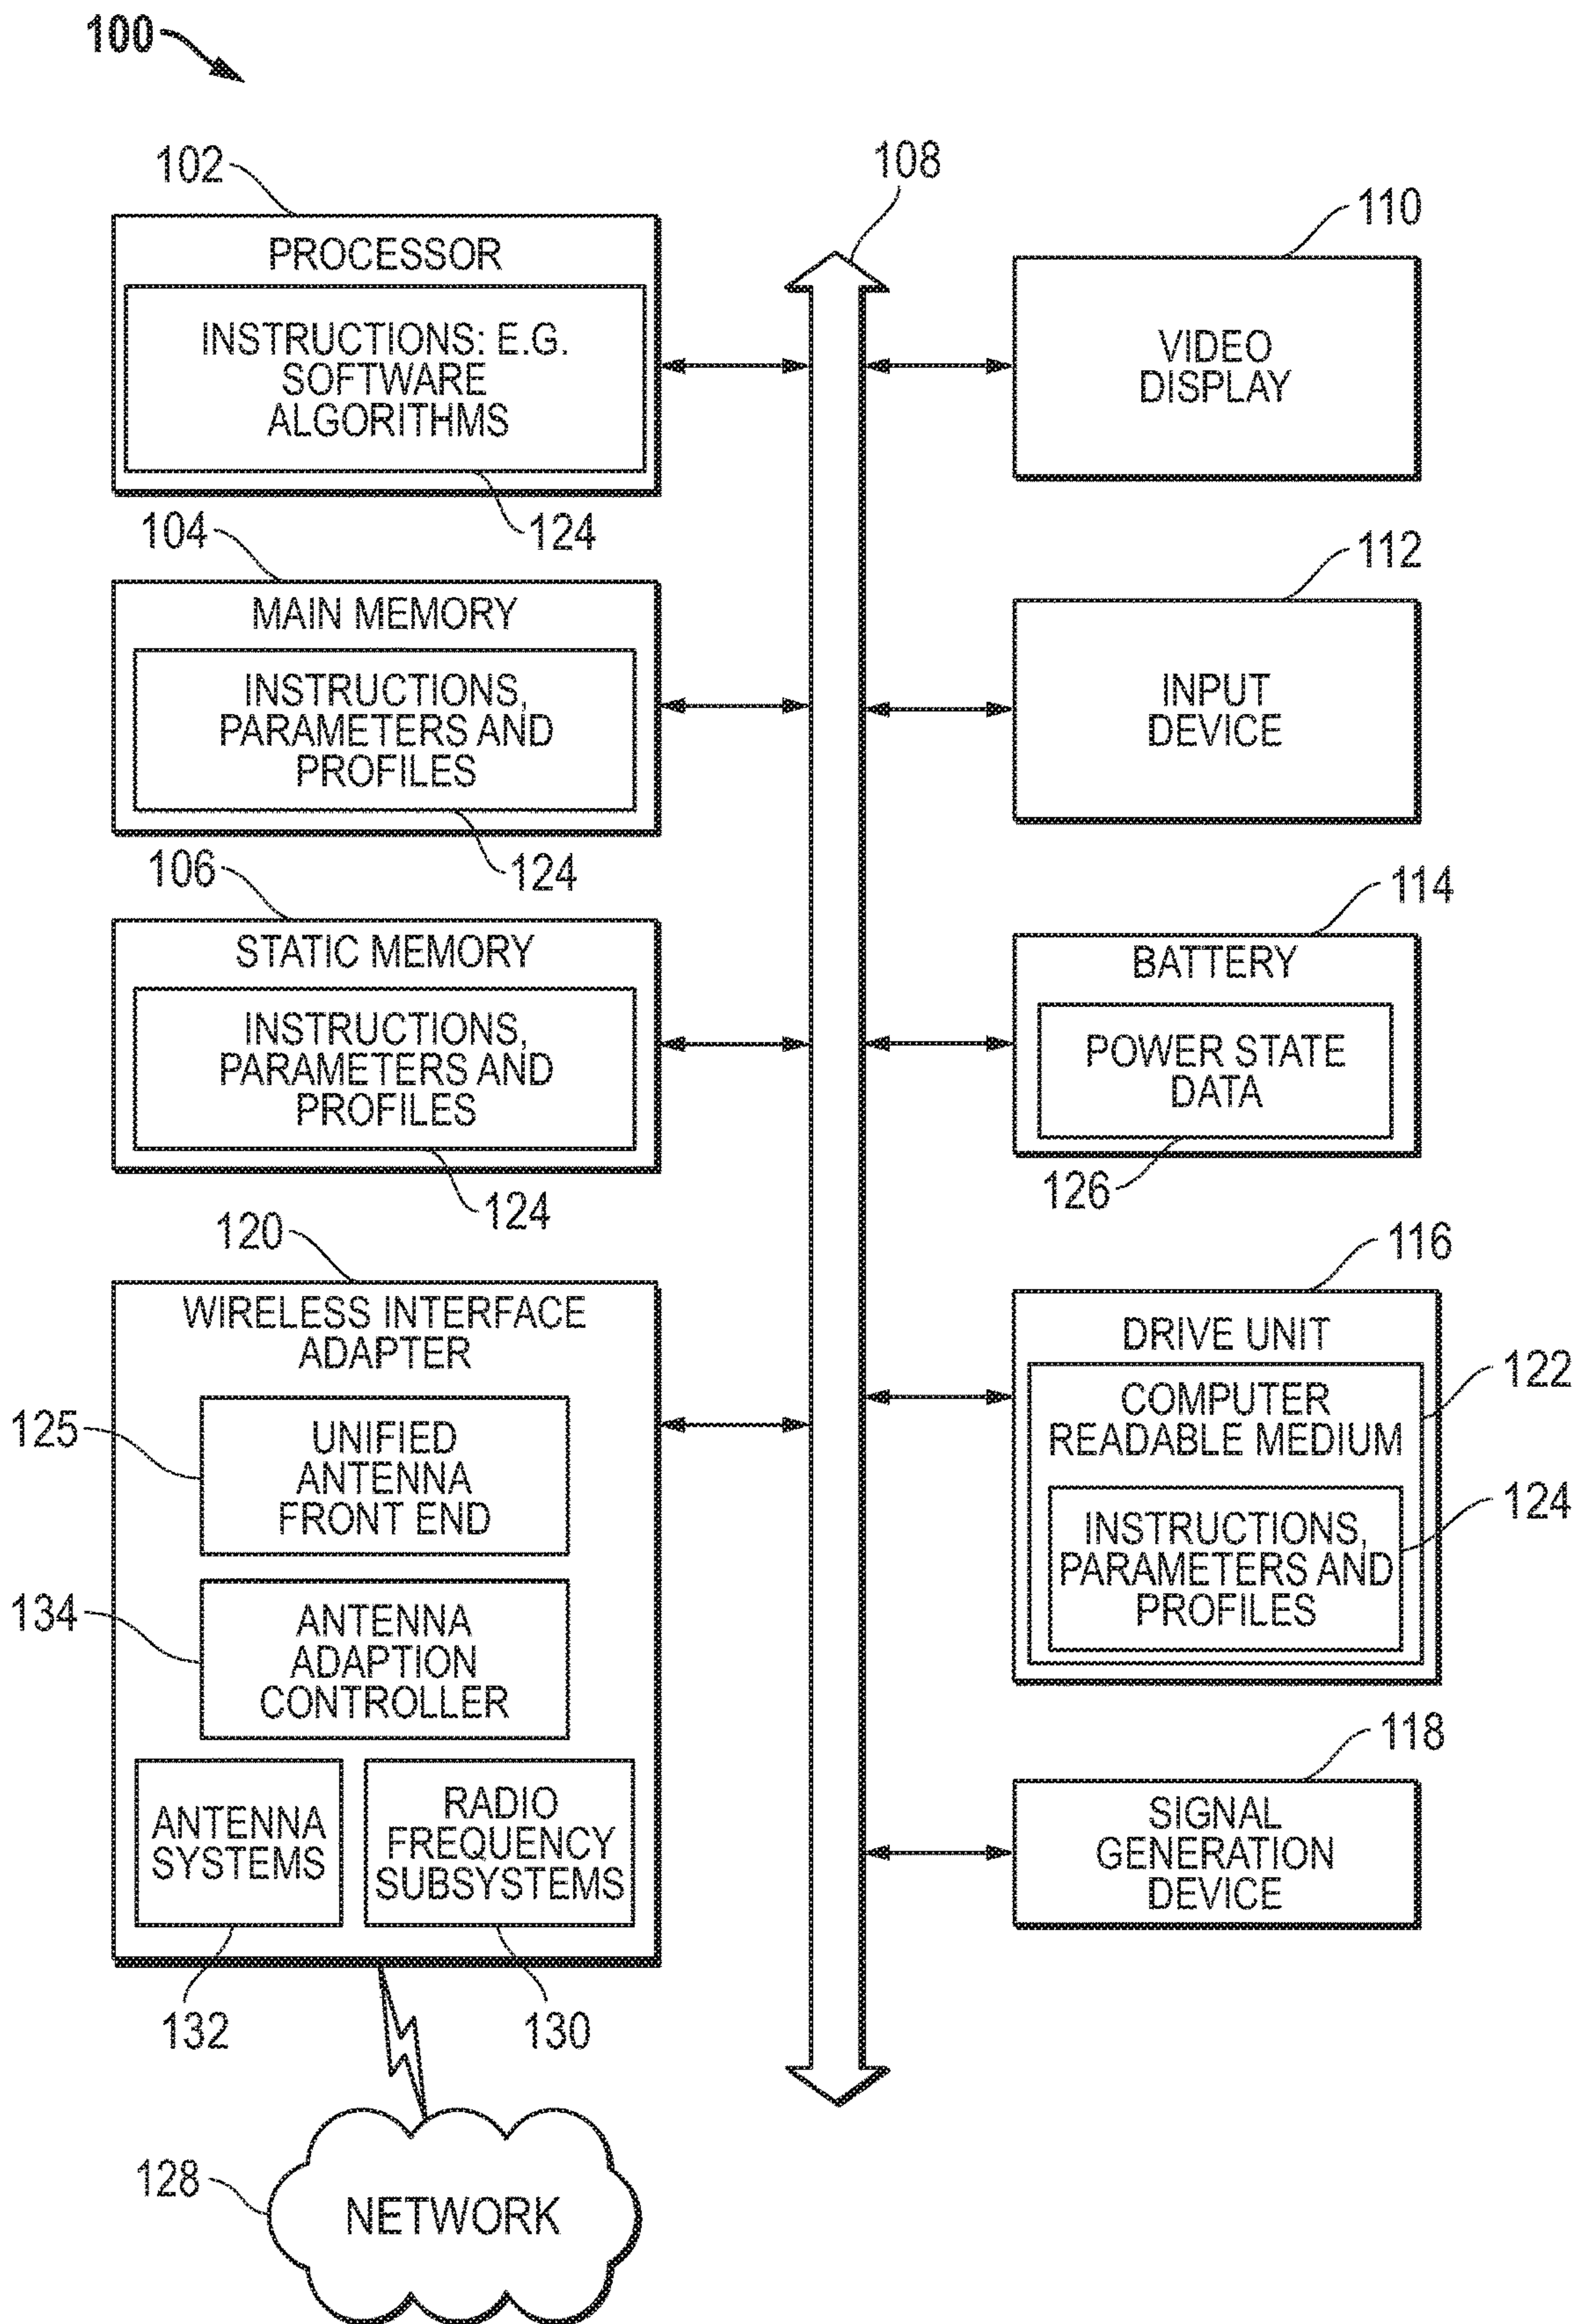 100
102
PROCESSOR
INSTRUCTIONS: E.G.
SOFTWARE
ALGORITHMS
124
104
MAIN MEMORY
INSTRUCTIONS,
PARAMETERS AND
PROFILES
124
106
STATIC MEMORY
INSTRUCTIONS,
PARAMETERS AND
PROFILES
124
120
WIRELESS INTERFACE
ADAPTER
125
UNIFIED
ANTENNA
FRONT END
134
ANTENNA
ADAPTION
CONTROLLER
ANTENNA
SYSTEMS
RADIO
FREQUENCY
SUBSYSTEMS
132
130
128
NETWORK
108
110
VIDEO
DISPLAY
112
INPUT
DEVICE
114
BATTERY
POWER STATE
DATA
126
116
DRIVE UNIT
122
COMPUTER
READABLE MEDIUM
124
INSTRUCTIONS,
PARAMETERS AND
PROFILES
118
SIGNAL
GENERATION
DEVICE